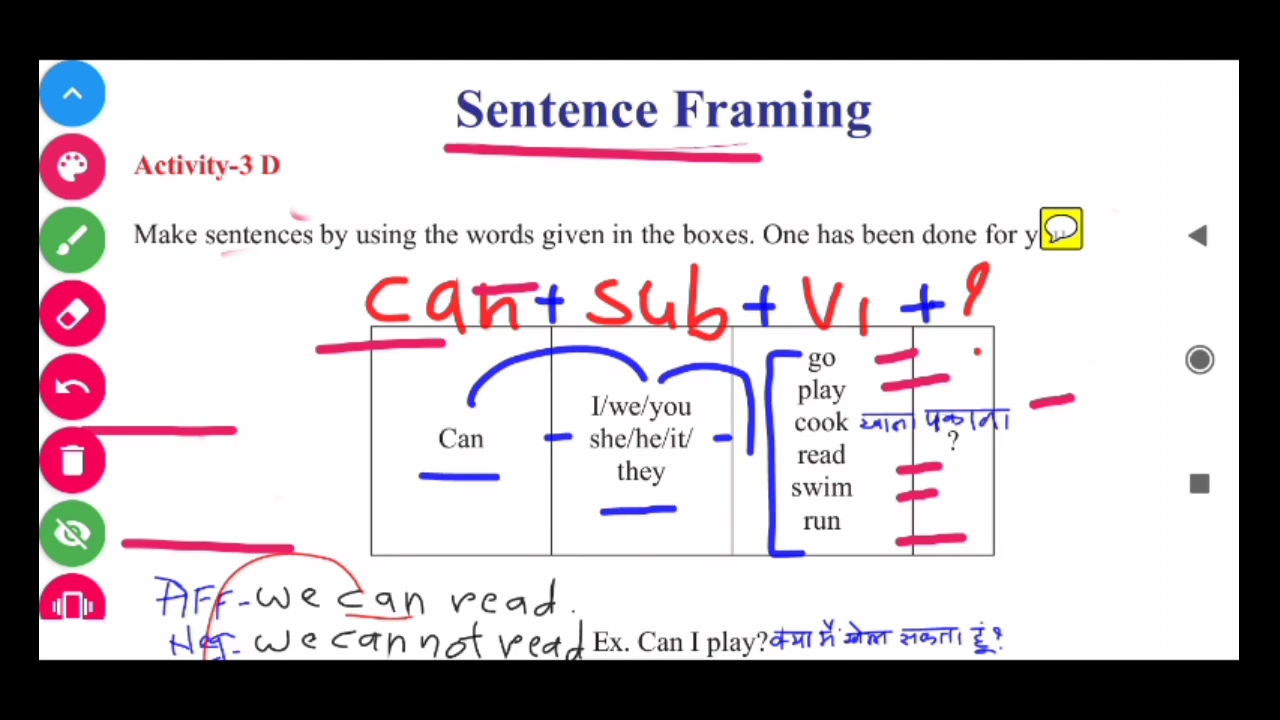 Sentence Framing
Activity-3 D
Make sentences by using the words given in the boxes. One has been done for y
can + sub + V1 + ?
Can
I/we/you
she/he/it/
they
go
play
cook खाना पकाना
read
swim
run
?
AFF - we can read.
Neg - we can not read
Ex. Can I play? क्या मैं खेल सकता हूं?